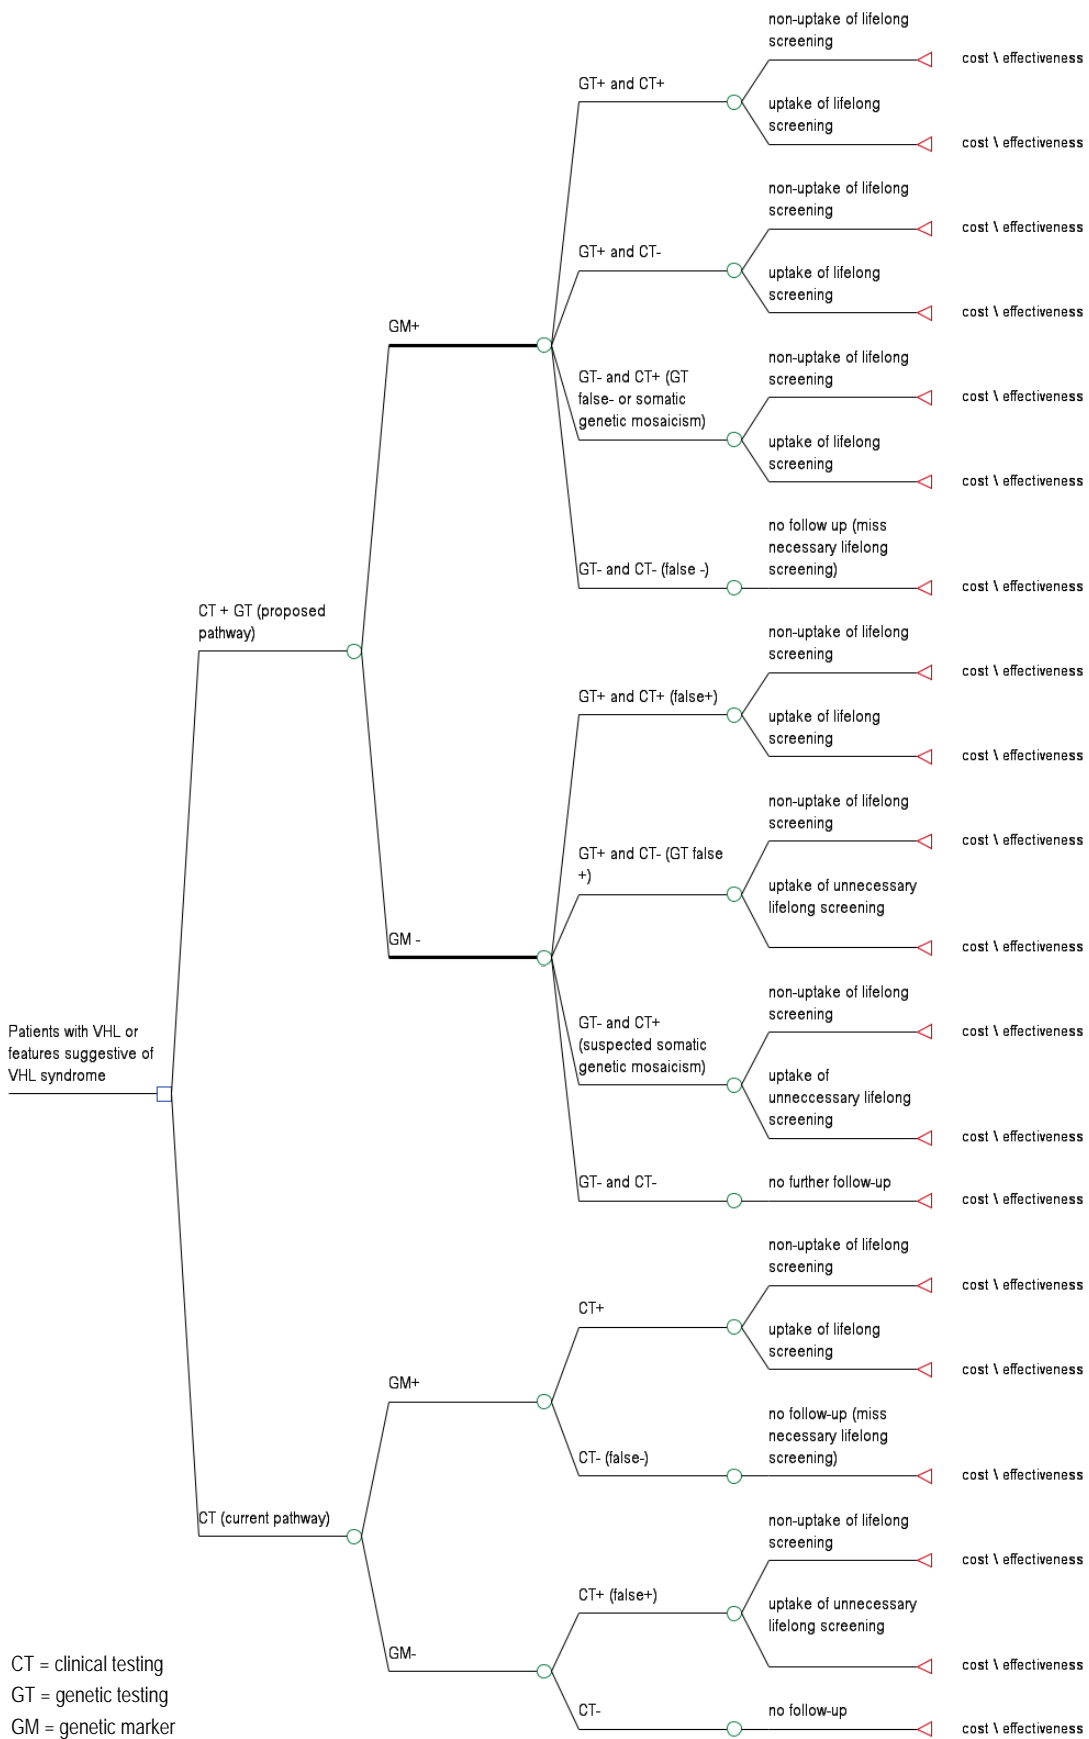 non-uptake of lifelong
screening
cost \ effectiveness
GT+ and CT+
uptake of lifelong
screening
cost \ effectiveness
non-uptake of lifelong
screening
cost \ effectiveness
GT+ and CT-
uptake of lifelong
screening
cost \ effectiveness
GM+
non-uptake of lifelong
screening
cost \ effectiveness
GT- and CT+ (GT
false- or somatic
genetic mosaicism)
uptake of lifelong
screening
cost \ effectiveness
no follow up (miss
necessary lifelong
screening)
GT- and CT- (false -)
cost \ effectiveness
CT + GT (proposed
pathway)
non-uptake of lifelong
screening
cost \ effectiveness
GT+ and CT+ (false+)
uptake of lifelong
screening
cost \ effectiveness
non-uptake of lifelong
screening
cost \ effectiveness
GT+ and CT- (GT false
+)
uptake of unnecessary
lifelong screening
cost \ effectiveness
GM -
non-uptake of lifelong
screening
cost \ effectiveness
GT- and CT+
(suspected somatic
genetic mosaicism)
uptake of
unneccessary lifelong
screening
cost \ effectiveness
GT- and CT-
no further follow-up
cost \ effectiveness
Patients with VHL or
features suggestive of
VHL syndrome
non-uptake of lifelong
screening
cost \ effectiveness
CT+
uptake of lifelong
screening
cost \ effectiveness
GM+
no follow-up (miss
necessary lifelong
screening)
CT- (false-)
cost \ effectiveness
CT (current pathway)
non-uptake of lifelong
screening
cost \ effectiveness
CT+ (false+)
uptake of unnecessary
lifelong screening
cost \ effectiveness
GM-
CT-
no follow-up
cost \ effectiveness
CT = clinical testing
GT = genetic testing
GM = genetic marker